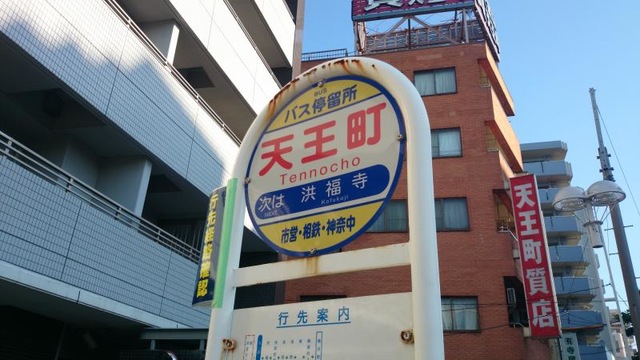 BUS
バス停留所
天王町
Tennocho
次は 洪福寺
NEXT Kofukuji
市営・相鉄・神奈中
行先案内
天王町質店